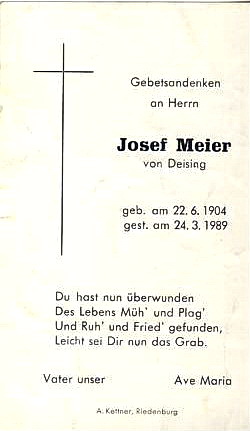 Gebetsandenken
an Herrn
Josef Meier
von Deising
geb. am 22.6.1904
gest. am 24.3.1989
Du hast nun überwunden
Des Lebens Müh' und Plag'
Und Ruh' und Fried' gefunden,
Leicht sei Dir nun das Grab.
Vater unser Ave Maria
A. Kettner, Riedenburg